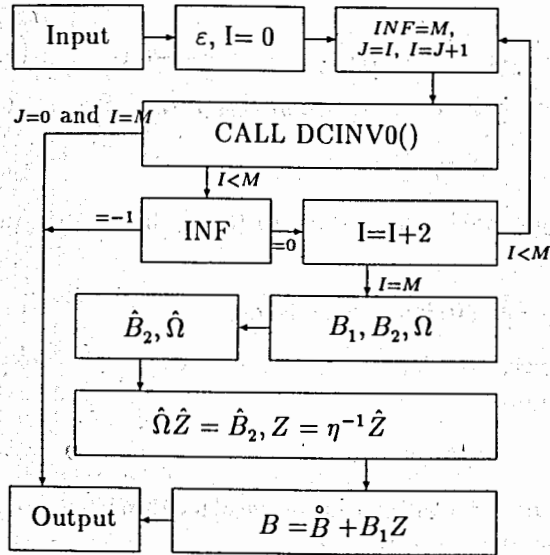 Input
ε, I= 0
INF=M,
J=I, I=J+1
J=0 and I=M
CALL DCINV0()
I<M
=-1
INF
=0
I=I+2
I<M
I=M
B̂₂, Ω̂
B₁, B₂, Ω
Ω̂Ẑ = B̂₂, Z = η⁻¹Ẑ
Output
B = B̊ + B₁Z